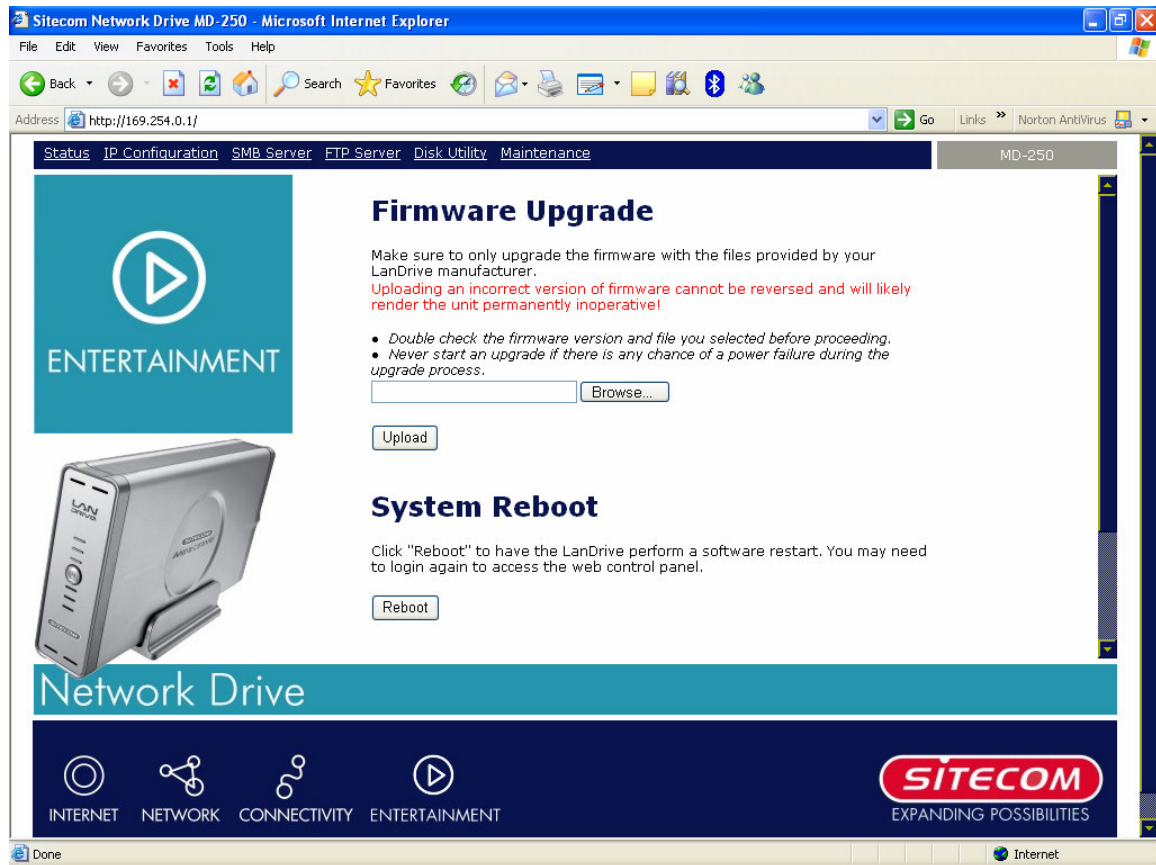 Sitecom Network Drive MD-250 - Microsoft Internet Explorer
File Edit View Favorites Tools Help
Back Search Favorites
Address http://169.254.0.1/ Go Links » Norton AntiVirus
Status IP Configuration SMB Server FTP Server Disk Utility Maintenance MD-250
Firmware Upgrade
Make sure to only upgrade the firmware with the files provided by your
LanDrive manufacturer.
Uploading an incorrect version of firmware cannot be reversed and will likely
render the unit permanently inoperative!
• Double check the firmware version and file you selected before proceeding.
• Never start an upgrade if there is any chance of a power failure during the
upgrade process.
Browse...
Upload
ENTERTAINMENT
LAN
DRIVE
SITECOM
System Reboot
Click "Reboot" to have the LanDrive perform a software restart. You may need
to login again to access the web control panel.
Reboot
Network Drive
INTERNET NETWORK CONNECTIVITY ENTERTAINMENT
SITECOM
EXPANDING POSSIBILITIES
Done Internet